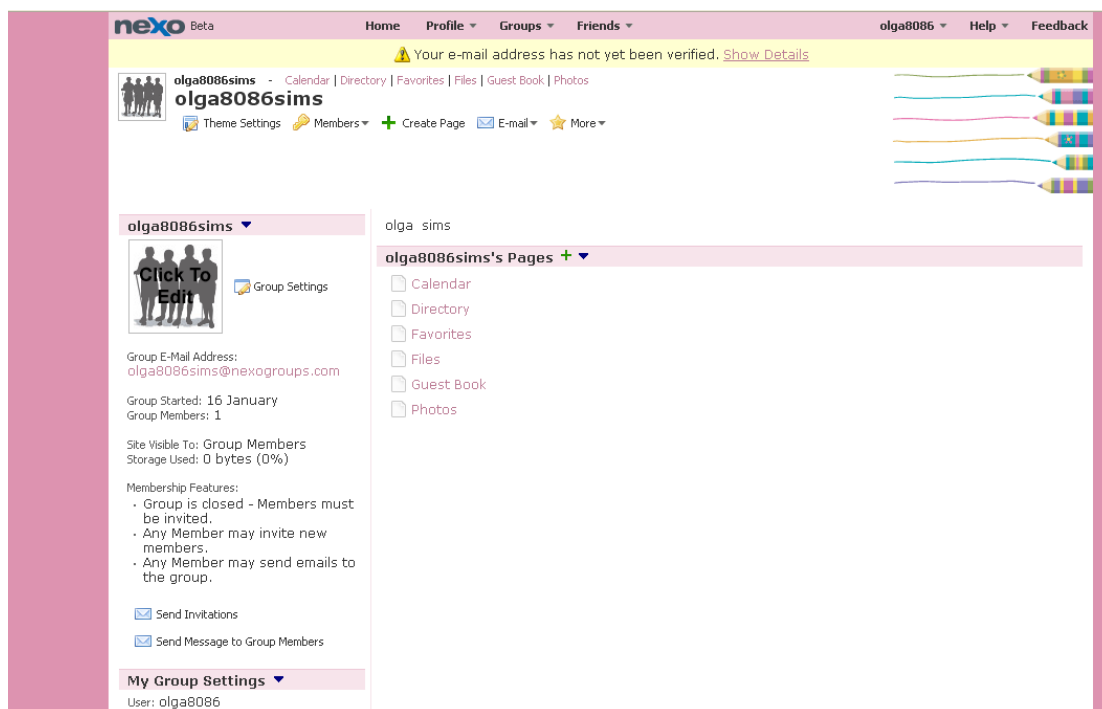 nexo Beta Home Profile Groups Friends olga8086 Help Feedback
Your e-mail address has not yet been verified. Show Details
olga8086sims - Calendar | Directory | Favorites | Files | Guest Book | Photos
olga8086sims
Theme Settings Members Create Page E-mail More
olga8086sims
Click To
Edit
Group Settings
Group E-Mail Address:
olga8086sims@nexogroups.com
Group Started: 16 January
Group Members: 1
Site Visible To: Group Members
Storage Used: 0 bytes (0%)
Membership Features:
· Group is closed - Members must
be invited.
· Any Member may invite new
members.
· Any Member may send emails to
the group.
Send Invitations
Send Message to Group Members
My Group Settings
User: olga8086
olga sims
olga8086sims's Pages +
Calendar
Directory
Favorites
Files
Guest Book
Photos